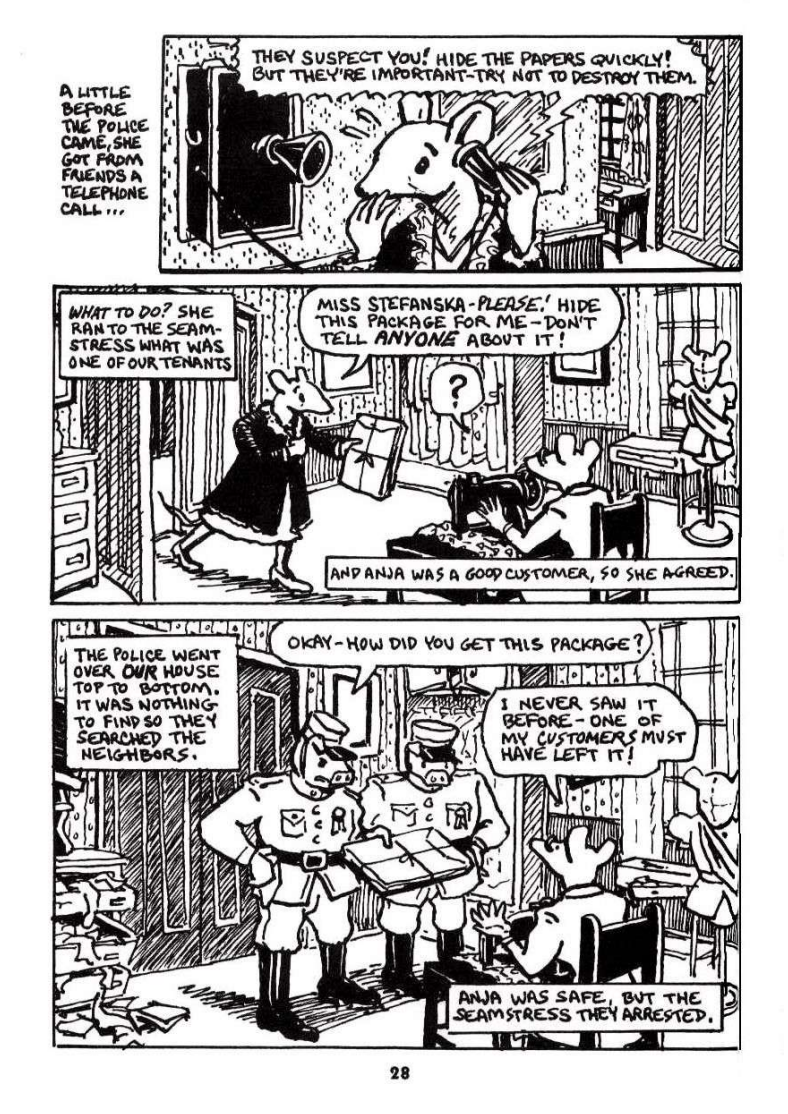 A LITTLE
BEFORE
THE POLICE
CAME, SHE
GOT FROM
FRIENDS A
TELEPHONE
CALL...
THEY SUSPECT YOU! HIDE THE PAPERS QUICKLY!
BUT THEY'RE IMPORTANT-TRY NOT TO DESTROY THEM.
WHAT TO DO? SHE
RAN TO THE SEAM-
STRESS WHAT WAS
ONE OF OUR TENANTS
MISS STEFANSKA-PLEASE! HIDE
THIS PACKAGE FOR ME-DON'T
TELL ANYONE ABOUT IT!
?
AND ANJA WAS A GOOD CUSTOMER, SO SHE AGREED.
THE POLICE WENT
OVER OUR HOUSE
TOP TO BOTTOM.
IT WAS NOTHING
TO FIND SO THEY
SEARCHED THE
NEIGHBORS.
OKAY-HOW DID YOU GET THIS PACKAGE?
I NEVER SAW IT
BEFORE-ONE OF
MY CUSTOMERS MUST
HAVE LEFT IT!
ANJA WAS SAFE, BUT THE
SEAMSTRESS THEY ARRESTED.
28